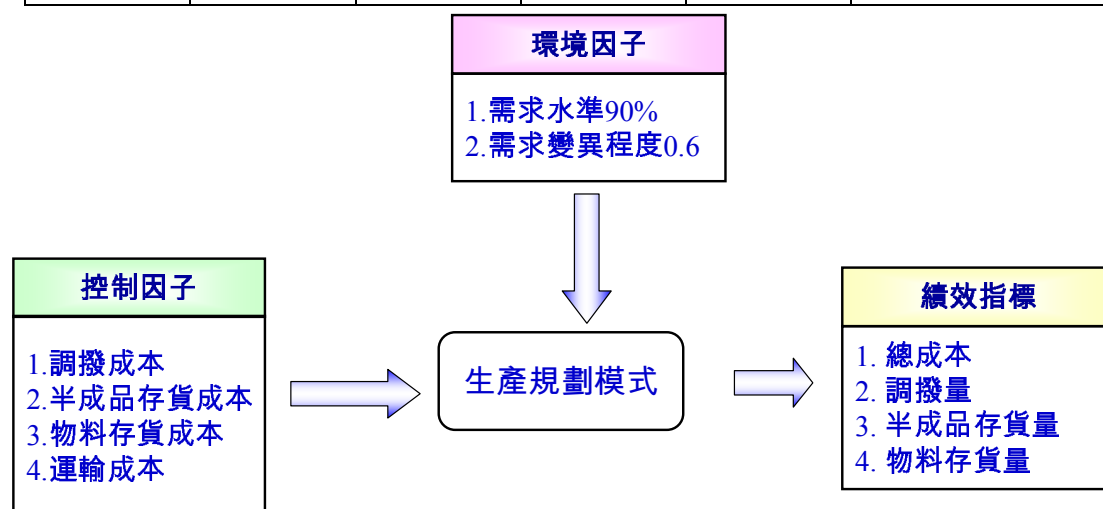 環境因子
1.需求水準90%
2.需求變異程度0.6
控制因子
1.調撥成本
2.半成品存貨成本
3.物料存貨成本
4.運輸成本
生產規劃模式
績效指標
1. 總成本
2. 調撥量
3. 半成品存貨量
4. 物料存貨量